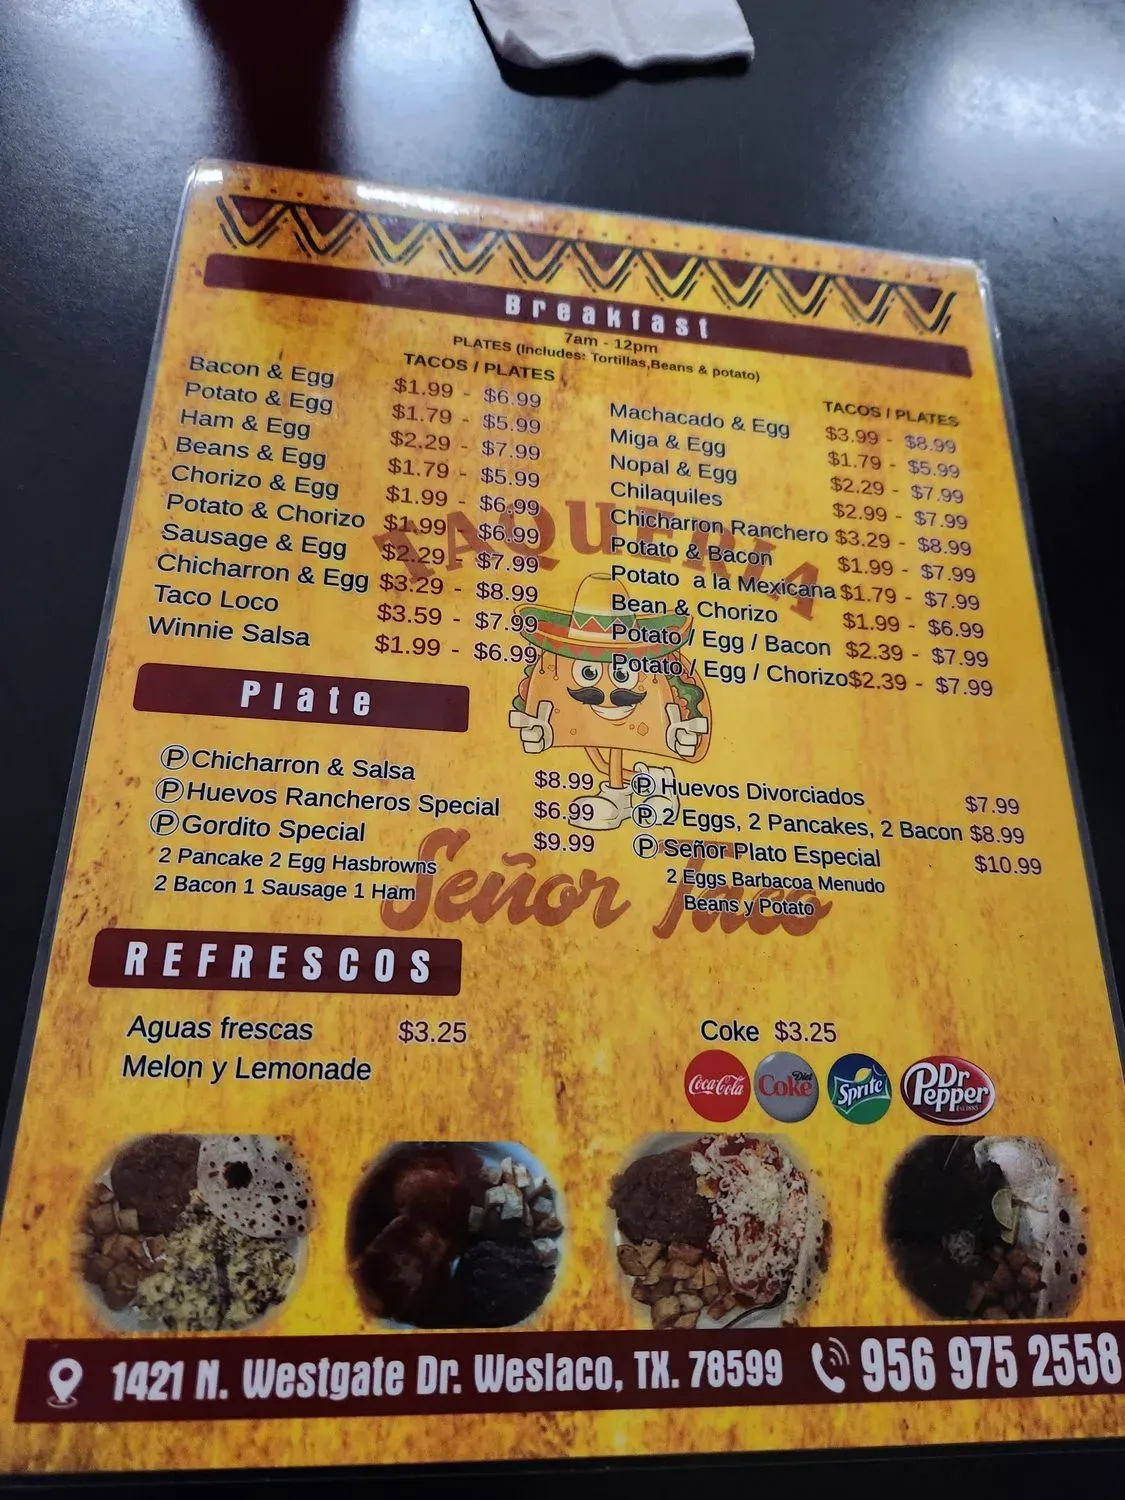 Breakfast
7am - 12pm
PLATES (Includes: Tortillas,Beans & potato)
TACOS / PLATES
Bacon & Egg $1.99 - $6.99
Potato & Egg $1.79 - $5.99
Ham & Egg $2.29 - $7.99
Beans & Egg $1.79 - $5.99
Chorizo & Egg $1.99 - $6.99
Potato & Chorizo $1.99 - $6.99
Sausage & Egg $2.29 - $7.99
Chicharron & Egg $3.29 - $8.99
Taco Loco $3.59 - $7.99
Winnie Salsa $1.99 - $6.99
TACOS / PLATES
Machacado & Egg $3.99 - $8.99
Miga & Egg $1.79 - $5.99
Nopal & Egg $2.29 - $7.99
Chilaquiles $2.99 - $7.99
Chicharron Ranchero $3.29 - $8.99
Potato & Bacon $1.99 - $7.99
Potato a la Mexicana $1.79 - $7.99
Bean & Chorizo $1.99 - $6.99
Potato / Egg / Bacon $2.39 - $7.99
Potato / Egg / Chorizo $2.39 - $7.99
TAQUERIA
Señor Taco
Plate
P Chicharron & Salsa $8.99
P Huevos Rancheros Special $6.99
P Gordito Special $9.99
2 Pancake 2 Egg Hasbrowns
2 Bacon 1 Sausage 1 Ham
P Huevos Divorciados $7.99
P 2 Eggs, 2 Pancakes, 2 Bacon $8.99
P Señor Plato Especial $10.99
2 Eggs Barbacoa Menudo
Beans y Potato
REFRESCOS
Aguas frescas $3.25
Melon y Lemonade
Coke $3.25
Coca-Cola
Diet Coke
Sprite
Dr Pepper
Est. 1885
1421 N. Westgate Dr. Weslaco, TX. 78599
956 975 2558